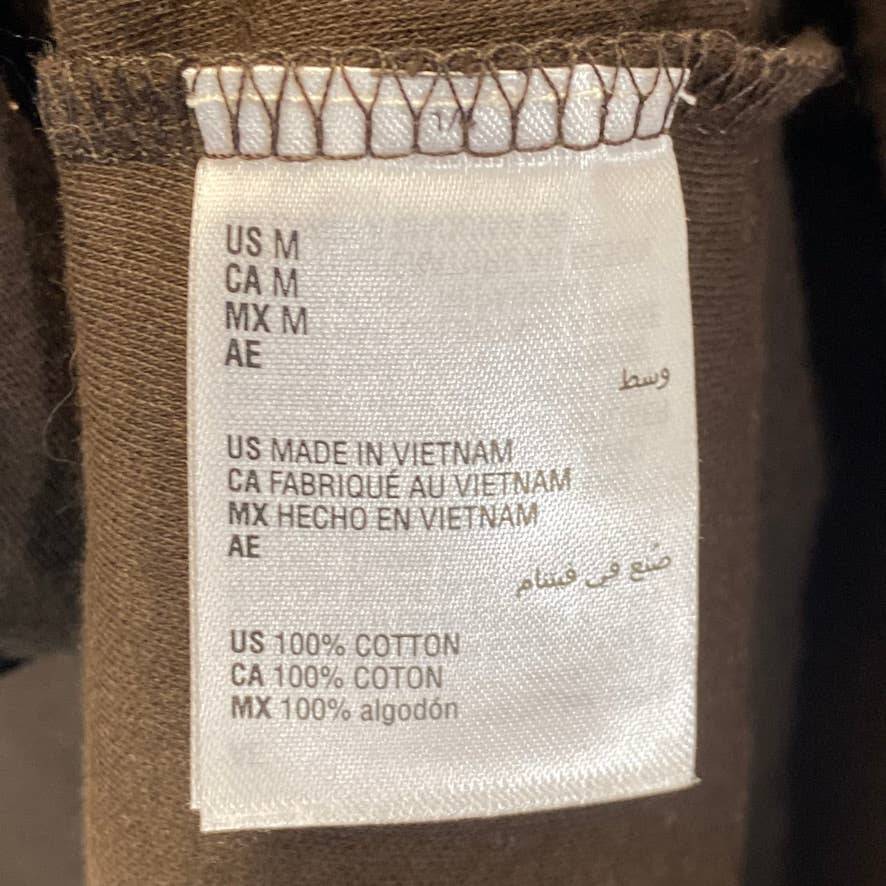 US M
CA M
MX M
AE
وسط
US MADE IN VIETNAM
CA FABRIQUÉ AU VIETNAM
MX HECHO EN VIETNAM
AE
صُنع في فيتنام
US 100% COTTON
CA 100% COTON
MX 100% algodón